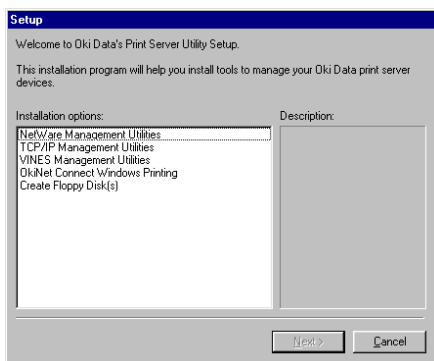 Setup
Welcome to Oki Data's Print Server Utility Setup.
This installation program will help you install tools to manage your Oki Data print server
devices.
Installation options:
Description:
NetWare Management Utilities
TCP/IP Management Utilities
VINES Management Utilities
OkiNet Connect Windows Printing
Create Floppy Disk(s)
Next >
Cancel